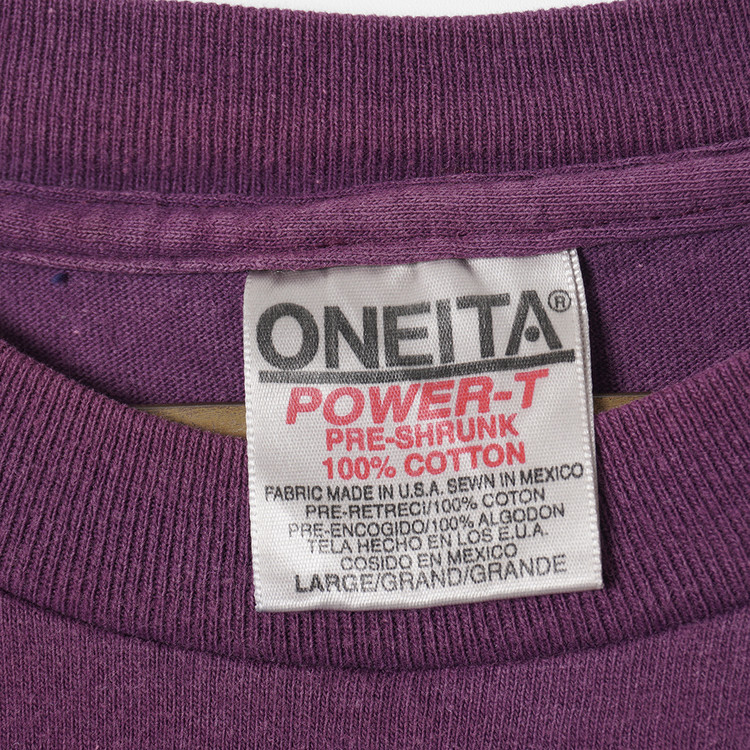 ONEITA®
POWER-T
PRE-SHRUNK
100% COTTON
FABRIC MADE IN U.S.A. SEWN IN MEXICO
PRE-RETRECI/100% COTON
PRE-ENCOGIDO/100% ALGODON
TELA HECHO EN LOS E.U.A.
COSIDO EN MEXICO
LARGE/GRAND/GRANDE